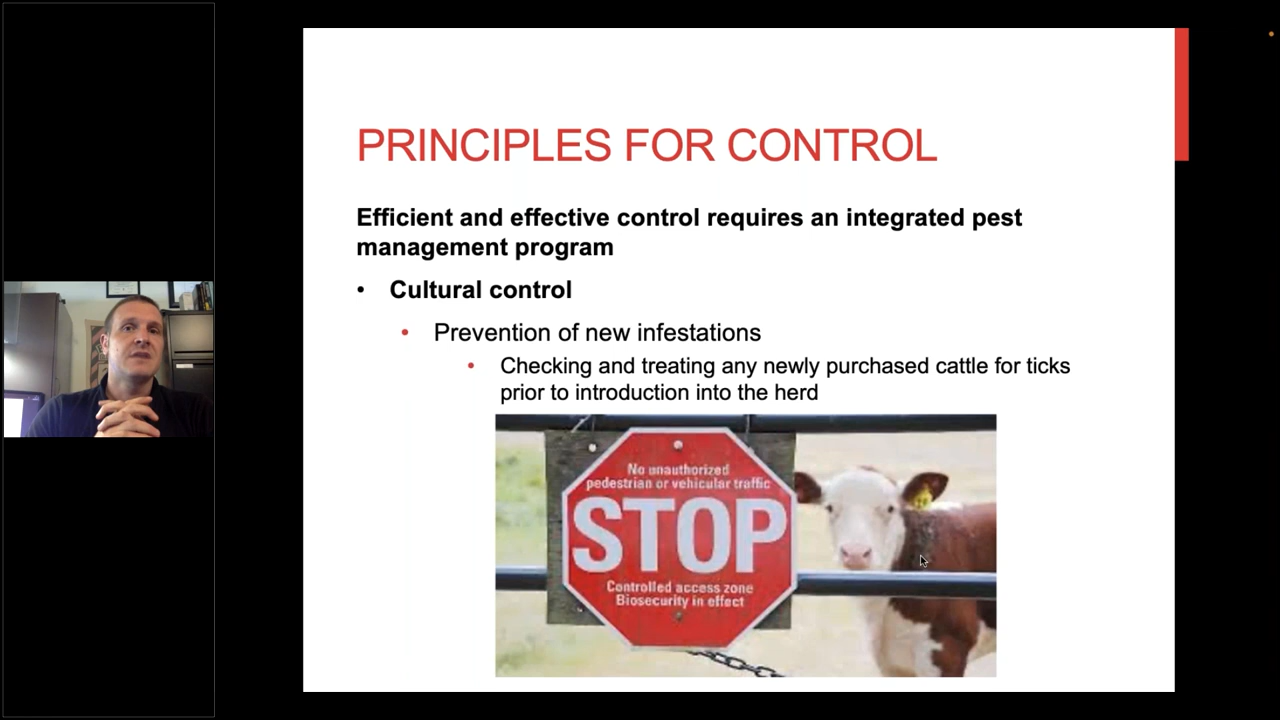 PRINCIPLES FOR CONTROL
Efficient and effective control requires an integrated pest
management program
• Cultural control
• Prevention of new infestations
• Checking and treating any newly purchased cattle for ticks
prior to introduction into the herd
No unauthorized
pedestrian or vehicular traffic
STOP
Controlled access zone
Biosecurity in effect